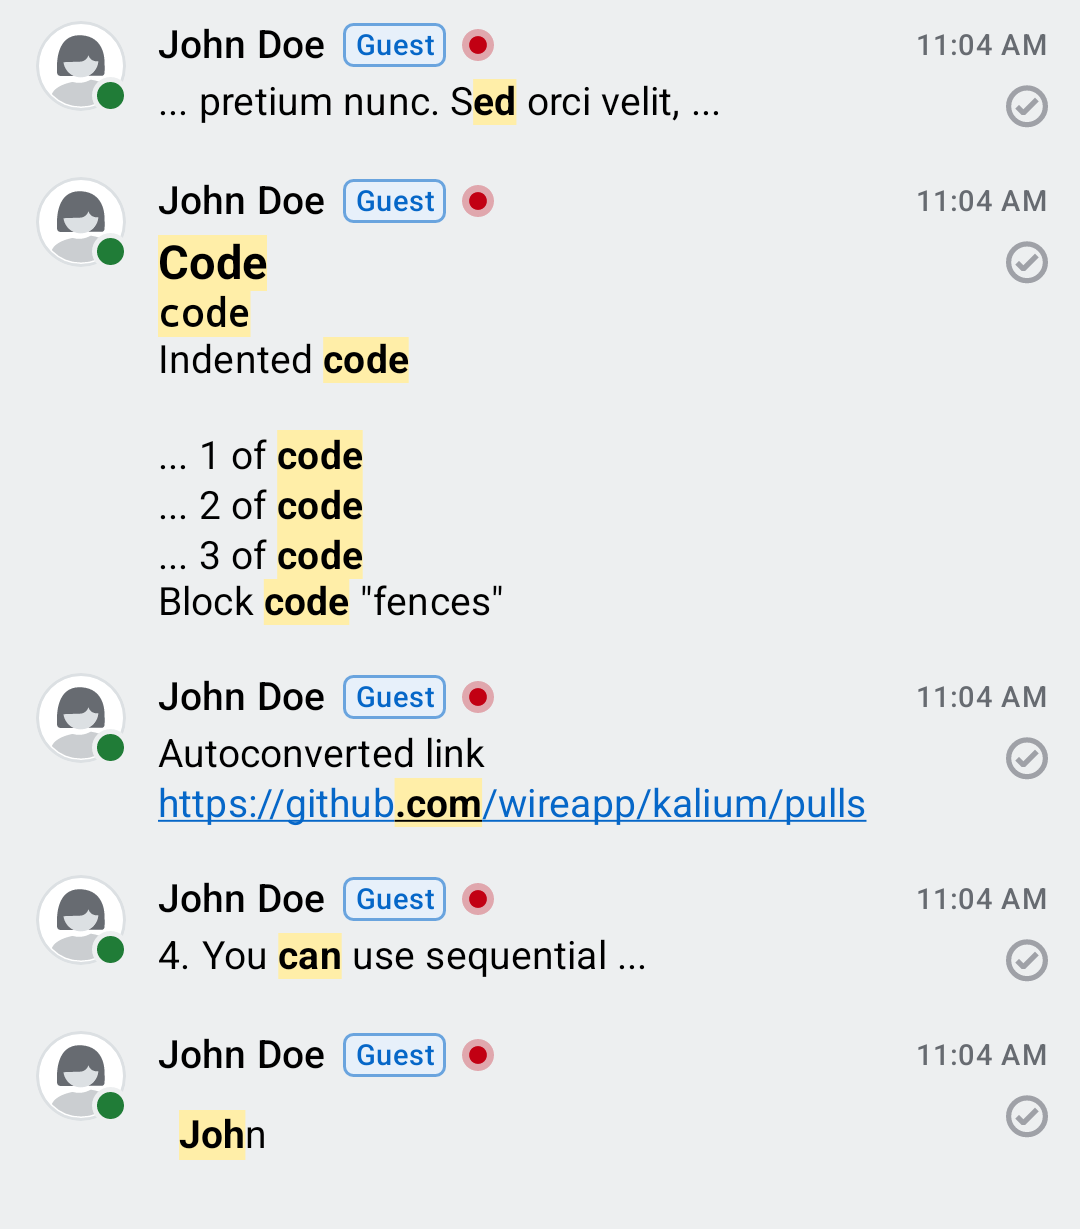 John Doe Guest 11:04 AM
... pretium nunc. Sed orci velit, ...
John Doe Guest 11:04 AM
Code
code
Indented code
... 1 of code
... 2 of code
... 3 of code
Block code "fences"
John Doe Guest 11:04 AM
Autoconverted link
https://github.com/wireapp/kalium/pulls
John Doe Guest 11:04 AM
4. You can use sequential ...
John Doe Guest 11:04 AM
John